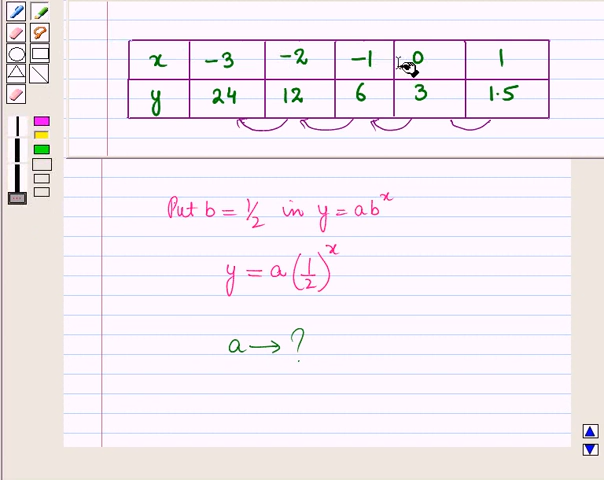 x -3 -2 -1 0 1
y 24 12 6 3 1.5
Put b = 1/2 in y = ab^x
y = a(1/2)^x
a → ?